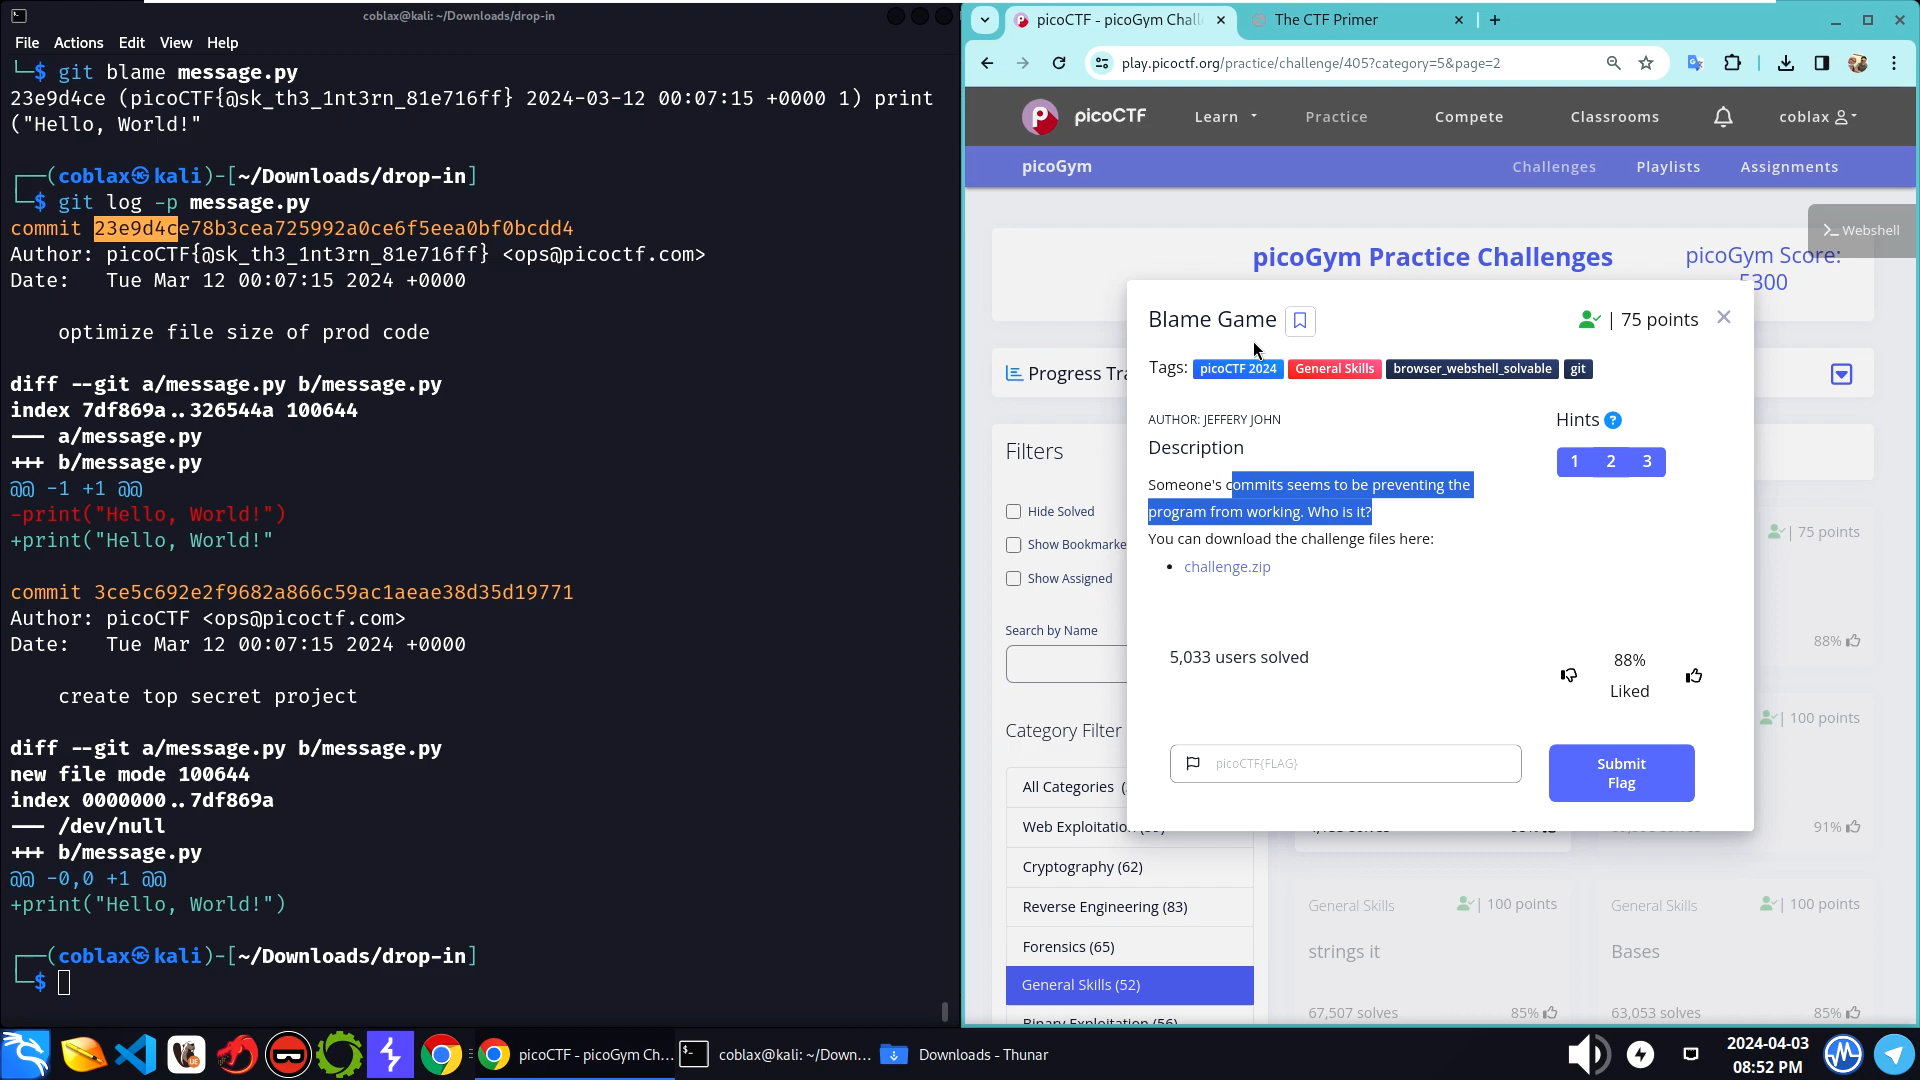 coblax@kali: ~/Downloads/drop-in
File Actions Edit View Help
└─$ git blame message.py
23e9d4ce (picoCTF{@sk_th3_1nt3rn_81e716ff} 2024-03-12 00:07:15 +0000 1) print
("Hello, World!"
┌──(coblax㉿kali)-[~/Downloads/drop-in]
└─$ git log -p message.py
commit 23e9d4ce78b3cea725992a0ce6f5eea0bf0bcdd4
Author: picoCTF{@sk_th3_1nt3rn_81e716ff} <ops@picoctf.com>
Date:   Tue Mar 12 00:07:15 2024 +0000
optimize file size of prod code
diff --git a/message.py b/message.py
index 7df869a..326544a 100644
--- a/message.py
+++ b/message.py
@@ -1 +1 @@
-print("Hello, World!")
+print("Hello, World!"
commit 3ce5c692e2f9682a866c59ac1aeae38d35d19771
Author: picoCTF <ops@picoctf.com>
Date:   Tue Mar 12 00:07:15 2024 +0000
create top secret project
diff --git a/message.py b/message.py
new file mode 100644
index 0000000..7df869a
--- /dev/null
+++ b/message.py
@@ -0,0 +1 @@
+print("Hello, World!")
┌──(coblax㉿kali)-[~/Downloads/drop-in]
└─$
picoCTF - picoGym Chall
The CTF Primer
play.picoctf.org/practice/challenge/405?category=5&page=2
picoCTF Learn Practice Compete Classrooms coblax
picoGym Challenges Playlists Assignments
Webshell
picoGym Practice Challenges
picoGym Score:
5300
Blame Game | 75 points
Tags: picoCTF 2024 General Skills browser_webshell_solvable git
AUTHOR: JEFFERY JOHN
Description
Someone's commits seems to be preventing the
program from working. Who is it?
You can download the challenge files here:
• challenge.zip
Hints ?
1 2 3
5,033 users solved
88%
Liked
picoCTF{FLAG}
Submit
Flag
Progress Tra
Filters
Hide Solved
Show Bookmarke
Show Assigned
Search by Name
Category Filter
All Categories
Web Exploitatio
Cryptography (62)
Reverse Engineering (83)
Forensics (65)
General Skills (52)
Binary Exploitation (56)
| 75 points
88%
| 100 points
91%
General Skills | 100 points
strings it
67,507 solves 85%
General Skills | 100 points
Bases
63,053 solves 85%
picoCTF - picoGym Ch...
coblax@kali: ~/Down...
Downloads - Thunar
2024-04-03
08:52 PM